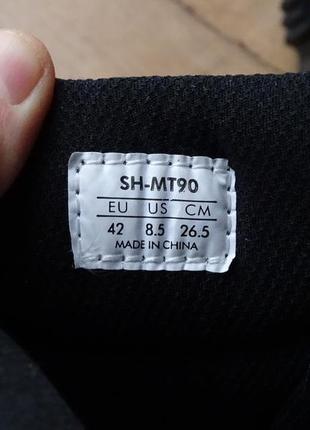 SH-MT90
EU US CM
42 8.5 26.5
MADE IN CHINA